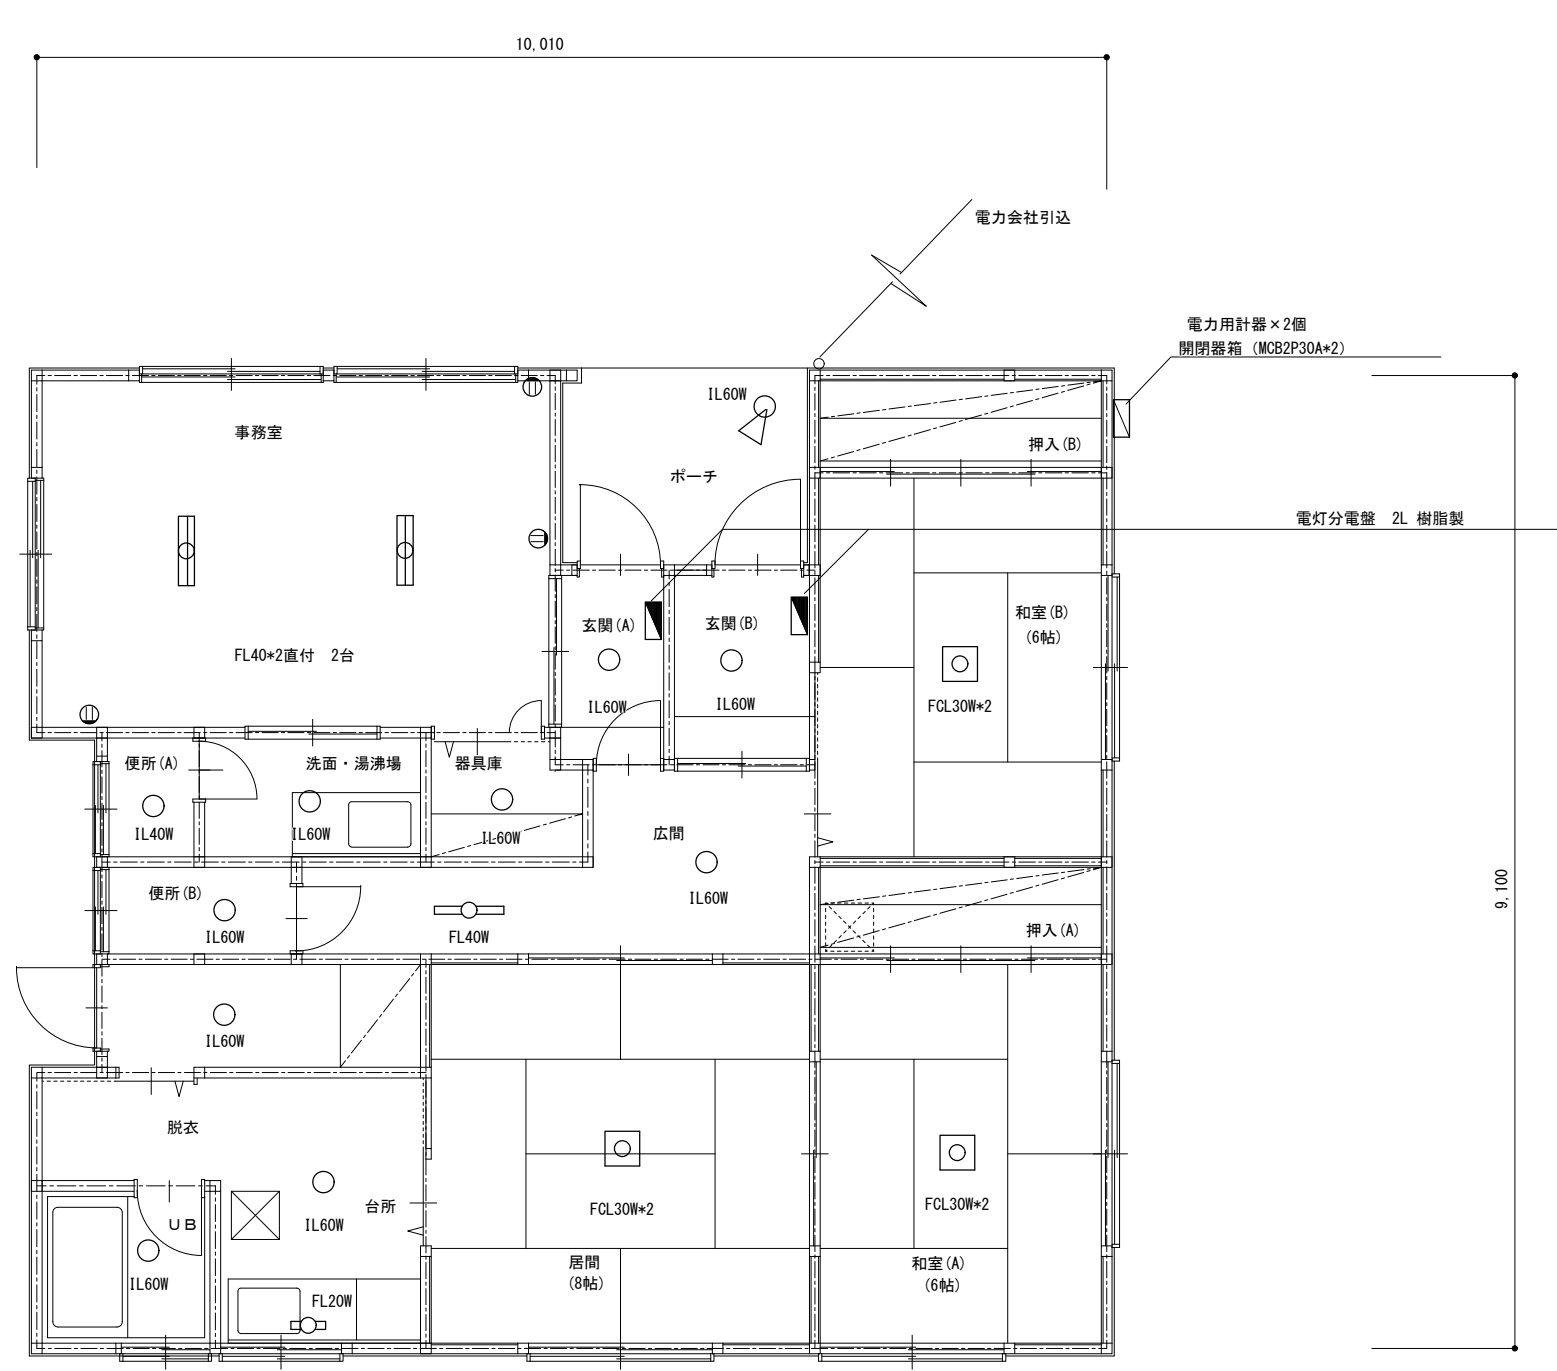 10,010
電力会社引込
電力用計器×2個
開閉器箱 (MCB2P30A*2)
IL60W
事務室
押入(B)
ポーチ
電灯分電盤 2L 樹脂製
和室(B)
(6帖)
玄関(A)
玄関(B)
FL40*2直付 2台
IL60W
IL60W
FCL30W*2
便所(A)
洗面・湯沸場
器具庫
IL40W
IL60W
IL60W
広間
9,100
便所(B)
IL60W
IL60W
FL40W
押入(A)
IL60W
脱衣
UB
台所
IL60W
FCL30W*2
FCL30W*2
IL60W
居間
(8帖)
和室(A)
(6帖)
FL20W